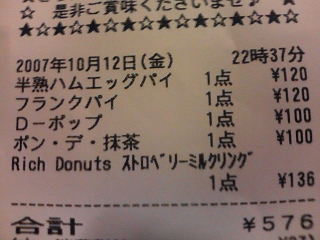 ☆ 是非ご賞味くださいませ♪ ☆
★☆★☆★☆★☆★☆★☆★☆★☆★☆
2007年10月12日(金) 22時37分
半熟ハムエッグパイ 1点 ¥120
フランクパイ 1点 ¥120
D-ポップ 1点 ¥100
ポン・デ・抹茶 1点 ¥100
Rich Donuts ストロベリーミルクリング
1点 ¥136
合計 ¥576